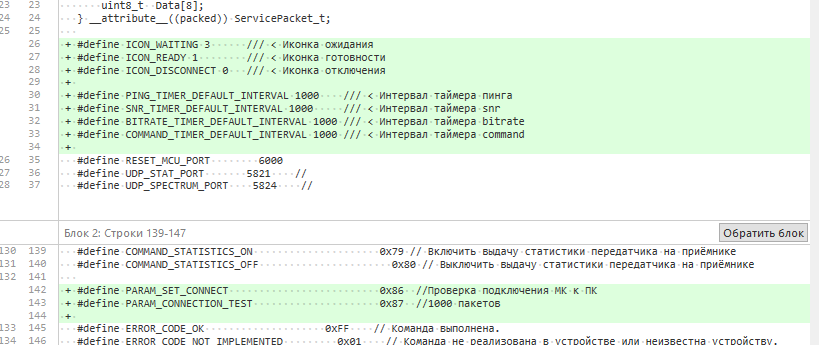 23 23 uint8_t Data[8];
24 24 } __attribute__((packed)) ServicePacket_t;
25 25
26 + #define ICON_WAITING 3 /// < Иконка ожидания
27 + #define ICON_READY 1 /// < Иконка готовности
28 + #define ICON_DISCONNECT 0 /// < Иконка отключения
29 +
30 + #define PING_TIMER_DEFAULT_INTERVAL 1000 /// < Интервал таймера пинга
31 + #define SNR_TIMER_DEFAULT_INTERVAL 1000 /// < Интервал таймера snr
32 + #define BITRATE_TIMER_DEFAULT_INTERVAL 1000 /// < Интервал таймера bitrate
33 + #define COMMAND_TIMER_DEFAULT_INTERVAL 1000 /// < Интервал таймера command
34 +
26 35 #define RESET_MCU_PORT 6000
27 36 #define UDP_STAT_PORT 5821 //
28 37 #define UDP_SPECTRUM_PORT 5824 //
Блок 2: Строки 139-147 Обратить блок
130 139 #define COMMAND_STATISTICS_ON 0x79 // Включить выдачу статистики передатчика на приёмнике
131 140 #define COMMAND_STATISTICS_OFF 0x80 // Выключить выдачу статистики передатчика на приёмнике
132 141
142 + #define PARAM_SET_CONNECT 0x86 //Проверка подключения МК к ПК
143 + #define PARAM_CONNECTION_TEST 0x87 //1000 пакетов
144 +
133 145 #define ERROR_CODE_OK 0xFF // Команда выполнена.
134 146 #define ERROR_CODE_NOT_IMPLEMENTED 0x01 // Команда не реализована в устройстве или неизвестна устройству.